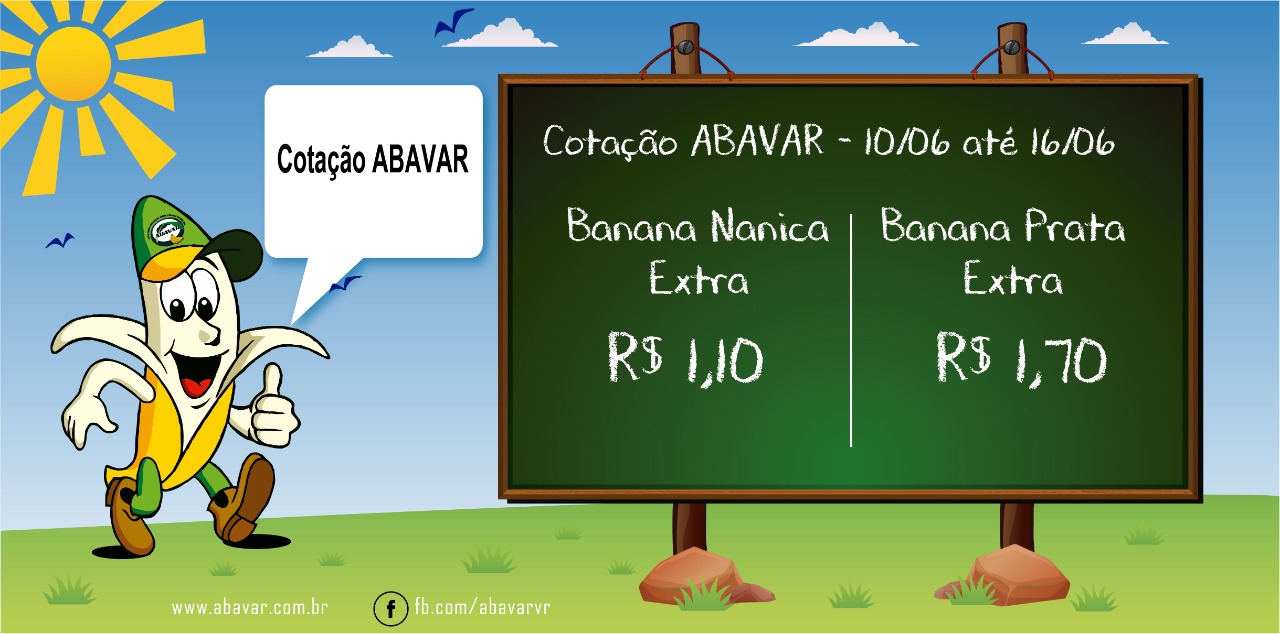 Cotação ABAVAR
Cotação ABAVAR - 10/06 até 16/06
Banana Nanica
Extra
R$ 1,10
Banana Prata
Extra
R$ 1,70
ABAVAR
www.abavar.com.br
f fb.com/abavarvr